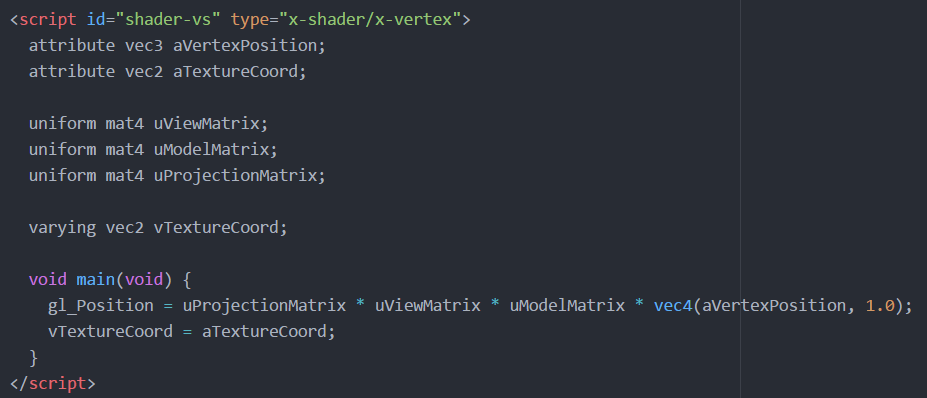 <script id="shader-vs" type="x-shader/x-vertex">
  attribute vec3 aVertexPosition;
  attribute vec2 aTextureCoord;

  uniform mat4 uViewMatrix;
  uniform mat4 uModelMatrix;
  uniform mat4 uProjectionMatrix;

  varying vec2 vTextureCoord;

  void main(void) {
    gl_Position = uProjectionMatrix * uViewMatrix * uModelMatrix * vec4(aVertexPosition, 1.0);
    vTextureCoord = aTextureCoord;
  }
</script>